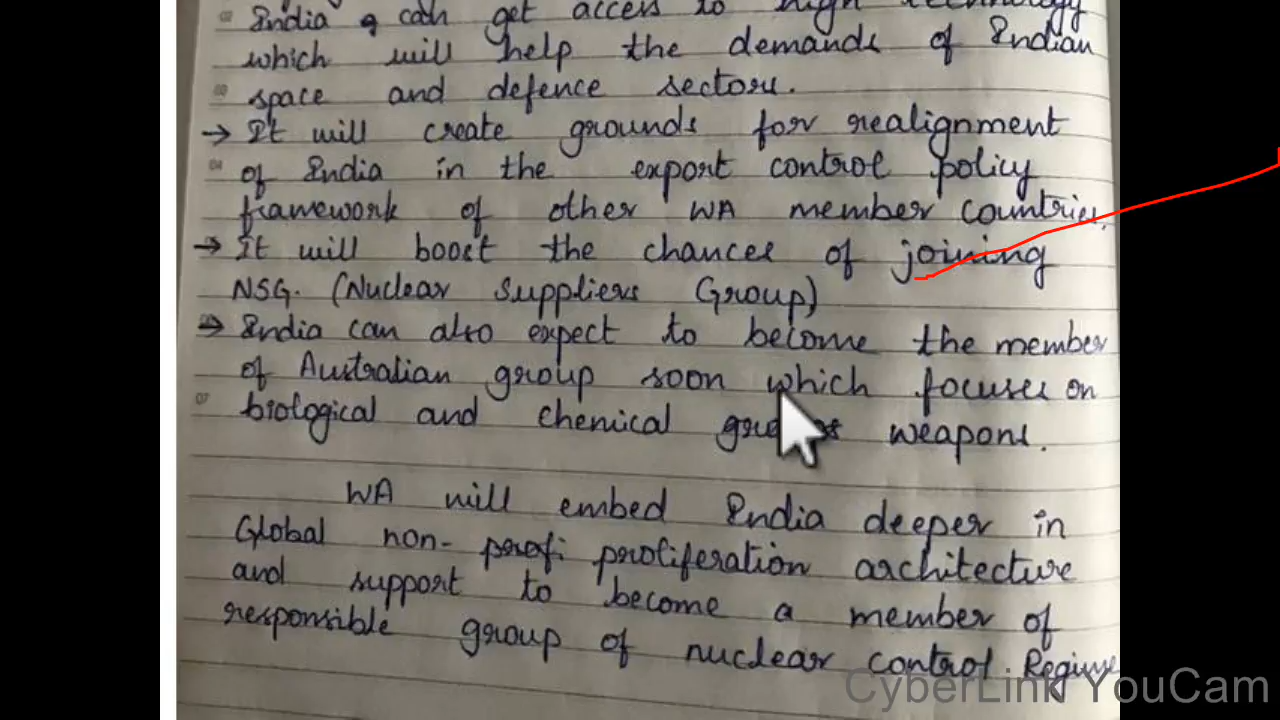 India can get access to high technology
which will help the demands of Indian
space and defence sectors.
→ It will create grounds for realignment
of India in the export control policy
framework of other WA member countries.
→ It will boost the chances of joining
NSG. (Nuclear Suppliers Group)
→ India can also expect to become the member
of Australian group soon which focuses on
biological and chemical weapons.
WA will embed India deeper in
Global non- proliferation architecture
and support to become a member of
responsible group of nuclear control Regime
CyberLink YouCam